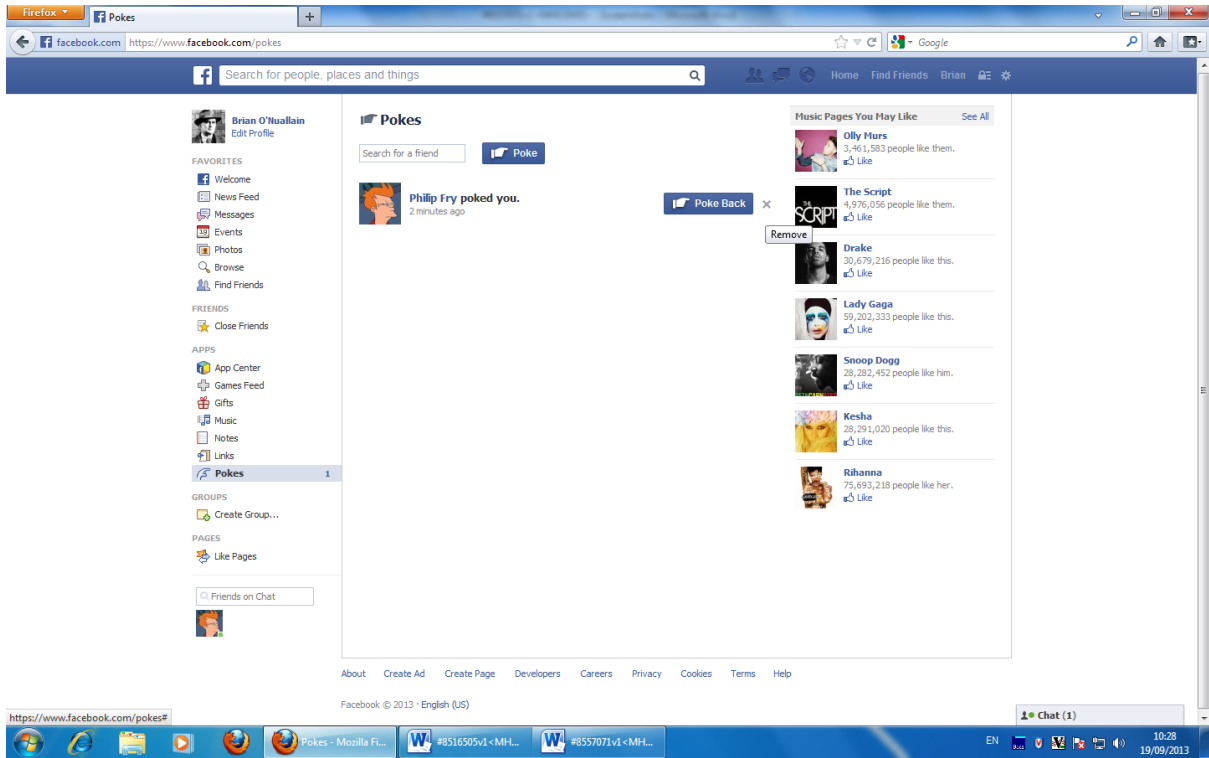 Firefox
Pokes
facebook.com https://www.facebook.com/pokes
Google
Search for people, places and things
Home Find Friends Brian
Brian O'Nuallain
Edit Profile
FAVORITES
Welcome
News Feed
Messages
19 Events
Photos
Browse
Find Friends
FRIENDS
Close Friends
APPS
App Center
Games Feed
Gifts
Music
Notes
Links
Pokes 1
GROUPS
Create Group...
PAGES
Like Pages
Friends on Chat
Pokes
Search for a friend
Poke
Philip Fry poked you.
2 minutes ago
Poke Back
Remove
Music Pages You May Like See All
Olly Murs
3,461,583 people like them.
Like
THE SCRIPT
The Script
4,976,056 people like them.
Like
Drake
30,679,216 people like this.
Like
Lady Gaga
59,202,333 people like this.
Like
Snoop Dogg
28,282,452 people like him.
Like
Kesha
28,291,020 people like this.
Like
Rihanna
75,693,218 people like her.
Like
About Create Ad Create Page Developers Careers Privacy Cookies Terms Help
Facebook © 2013 · English (US)
https://www.facebook.com/pokes#
Chat (1)
Pokes - Mozilla Fi...
#8516505v1<MH...
#8557071v1<MH...
EN
10:28
19/09/2013